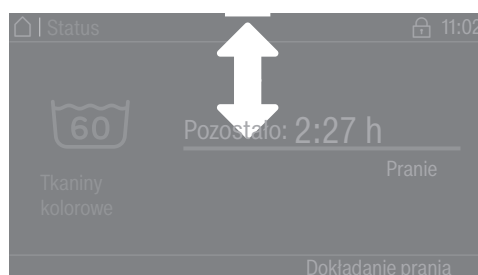 Status
11:02
60
Pozostało: 2:27 h
Pranie
Tkaniny
kolorowe
Dokładanie prania